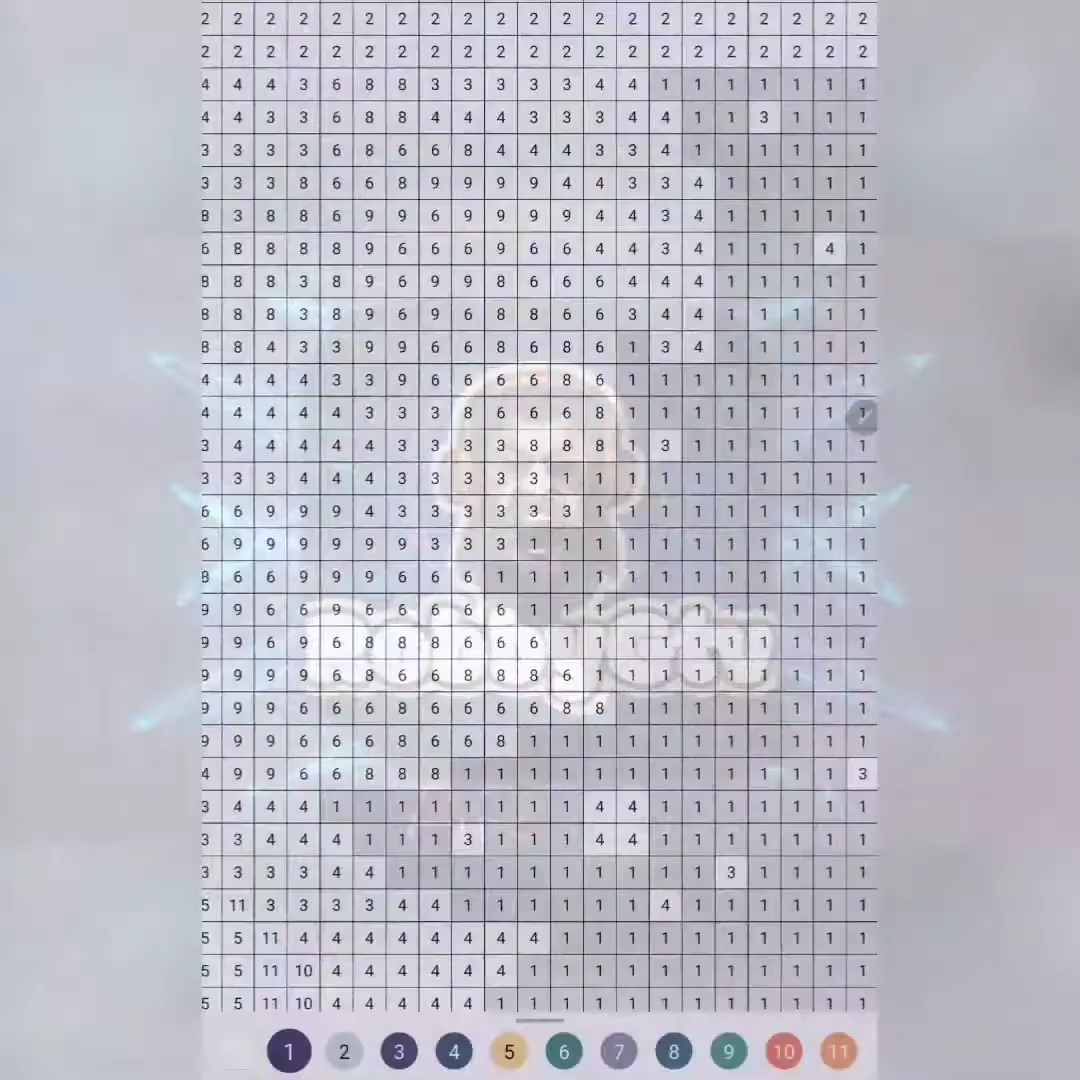 2 2 2 2 2 2 2 2 2 2 2 2 2 2 2 2 2 2 2 2 2
2 2 2 2 2 2 2 2 2 2 2 2 2 2 2 2 2 2 2 2 2
4 4 4 3 6 8 8 3 3 3 3 3 4 4 1 1 1 1 1 1 1
4 4 3 3 6 8 8 4 4 4 3 3 3 4 4 1 1 3 1 1 1
3 3 3 3 6 8 6 6 8 4 4 4 3 3 4 1 1 1 1 1 1
3 3 3 8 6 6 8 9 9 9 9 4 4 3 3 4 1 1 1 1 1
8 3 8 8 6 9 9 6 9 9 9 9 4 4 3 4 1 1 1 1 1
6 8 8 8 8 9 6 6 6 9 6 6 4 4 3 4 1 1 1 4 1
8 8 8 3 8 9 6 9 9 8 6 6 6 4 4 4 1 1 1 1 1
8 8 8 3 8 9 6 9 6 8 8 6 6 3 4 4 1 1 1 1 1
8 8 4 3 3 9 9 6 6 8 6 8 6 1 3 4 1 1 1 1 1
4 4 4 4 3 3 9 6 6 6 6 8 6 1 1 1 1 1 1 1 1
4 4 4 4 4 3 3 3 8 6 6 6 8 1 1 1 1 1 1 1 1
3 4 4 4 4 4 3 3 3 3 8 8 8 1 3 1 1 1 1 1 1
3 3 3 4 4 4 3 3 3 3 3 1 1 1 1 1 1 1 1 1 1
6 6 9 9 9 4 3 3 3 3 3 3 1 1 1 1 1 1 1 1 1
6 9 9 9 9 9 9 3 3 3 1 1 1 1 1 1 1 1 1 1 1
8 6 6 9 9 9 6 6 6 1 1 1 1 1 1 1 1 1 1 1 1
9 9 6 6 9 6 6 6 6 6 1 1 1 1 1 1 1 1 1 1 1
9 9 6 9 6 8 8 8 6 6 6 1 1 1 1 1 1 1 1 1 1
9 9 9 9 6 8 6 6 8 8 8 6 1 1 1 1 1 1 1 1 1
9 9 9 6 6 6 8 6 6 6 6 8 8 1 1 1 1 1 1 1 1
9 9 9 6 6 6 8 6 6 8 1 1 1 1 1 1 1 1 1 1 1
4 9 9 6 6 8 8 8 1 1 1 1 1 1 1 1 1 1 1 1 3
3 4 4 4 1 1 1 1 1 1 1 1 4 4 1 1 1 1 1 1 1
3 3 4 4 4 1 1 1 3 1 1 1 4 4 1 1 1 1 1 1 1
3 3 3 3 4 4 1 1 1 1 1 1 1 1 1 1 3 1 1 1 1
5 11 3 3 3 3 4 4 1 1 1 1 1 1 4 1 1 1 1 1 1
5 5 11 4 4 4 4 4 4 4 4 1 1 1 1 1 1 1 1 1 1
5 5 11 10 4 4 4 4 4 4 1 1 1 1 1 1 1 1 1 1 1
5 5 11 10 4 4 4 4 4 1 1 1 1 1 1 1 1 1 1 1 1
RobbyGtv
1 2 3 4 5 6 7 8 9 10 11